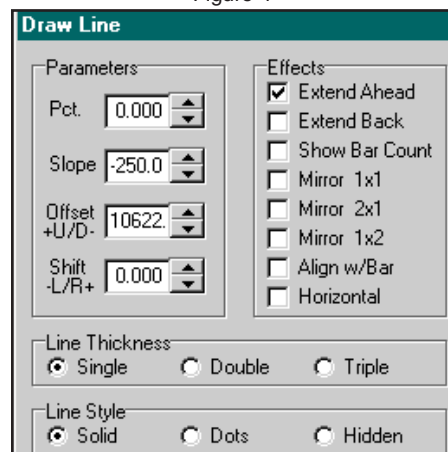 Draw Line
Parameters
Pct. 0.000
Slope -250.0
Offset
+U/D- 10622.
Shift
-L/R+ 0.000
Effects
Extend Ahead
Extend Back
Show Bar Count
Mirror 1x1
Mirror 2x1
Mirror 1x2
Align w/Bar
Horizontal
Line Thickness
Single Double Triple
Line Style
Solid Dots Hidden